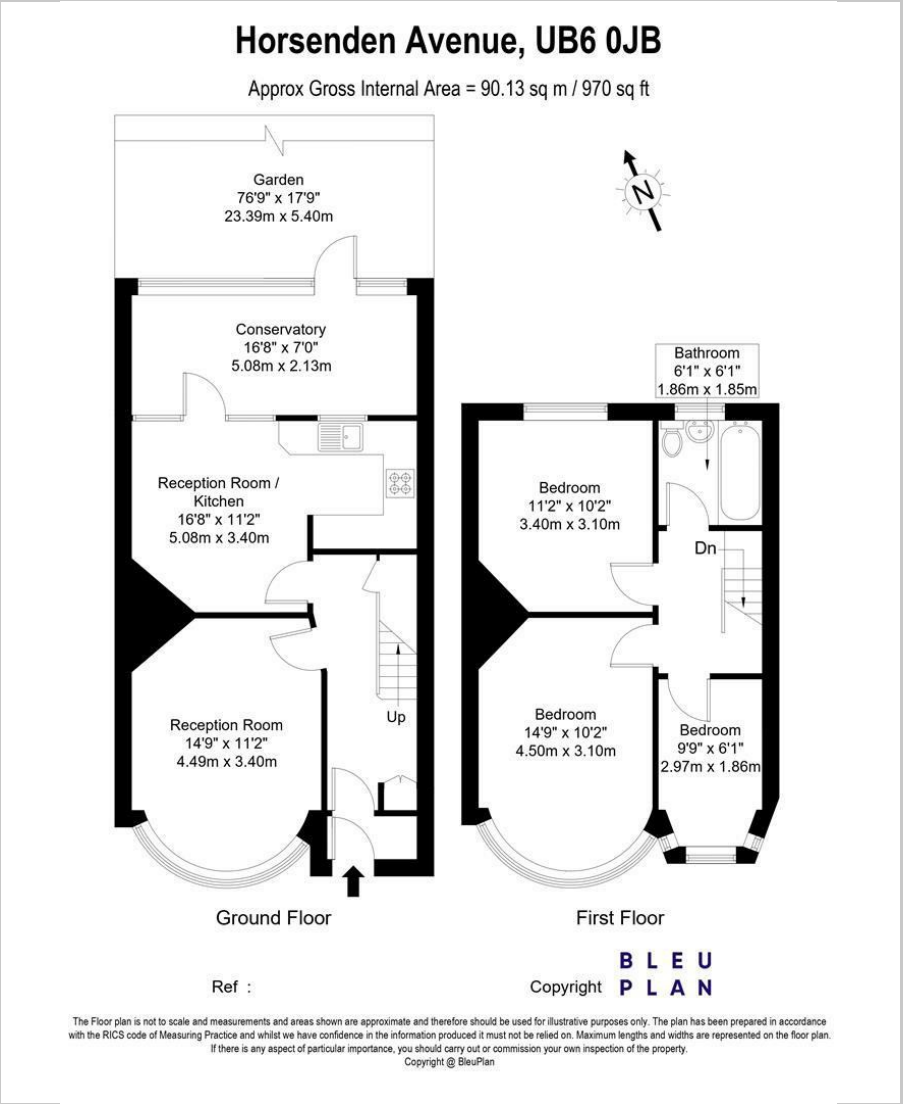 Horsenden Avenue, UB6 0JB
Approx Gross Internal Area = 90.13 sq m / 970 sq ft
Garden
76'9" x 17'9"
23.39m x 5.40m
N
Conservatory
16'8" x 7'0"
5.08m x 2.13m
Reception Room /
Kitchen
16'8" x 11'2"
5.08m x 3.40m
Reception Room
14'9" x 11'2"
4.49m x 3.40m
Up
Ground Floor
Bathroom
6'1" x 6'1"
1.86m x 1.85m
Bedroom
11'2" x 10'2"
3.40m x 3.10m
Dn
Bedroom
14'9" x 10'2"
4.50m x 3.10m
Bedroom
9'9" x 6'1"
2.97m x 1.86m
First Floor
Ref :
Copyright
BLEU
PLAN
The Floor plan is not to scale and measurements and areas shown are approximate and therefore should be used for illustrative purposes only. The plan has been prepared in accordance
with the RICS code of Measuring Practice and whilst we have confidence in the information produced it must not be relied on. Maximum lengths and widths are represented on the floor plan.
If there is any aspect of particular importance, you should carry out or commission your own inspection of the property.
Copyright @ BleuPlan